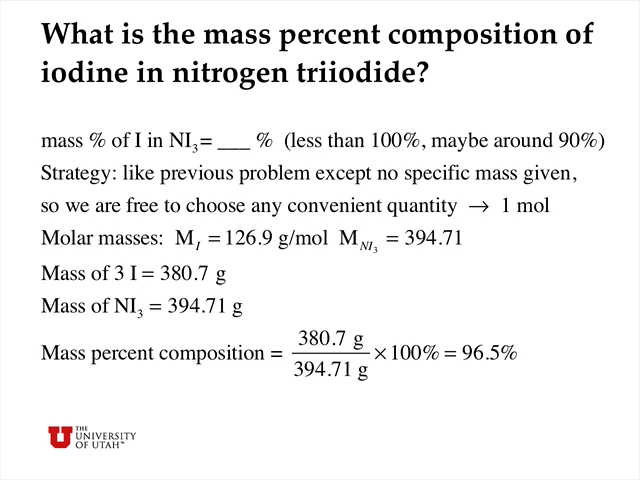 What is the mass percent composition of
iodine in nitrogen triiodide?
mass % of I in NI₃= ___ % (less than 100%, maybe around 90%)
Strategy: like previous problem except no specific mass given,
so we are free to choose any convenient quantity → 1 mol
Molar masses: M_I = 126.9 g/mol M_NI₃ = 394.71
Mass of 3 I = 380.7 g
Mass of NI₃ = 394.71 g
Mass percent composition = 380.7 g / 394.71 g × 100% = 96.5%
THE
UNIVERSITY
OF UTAH™